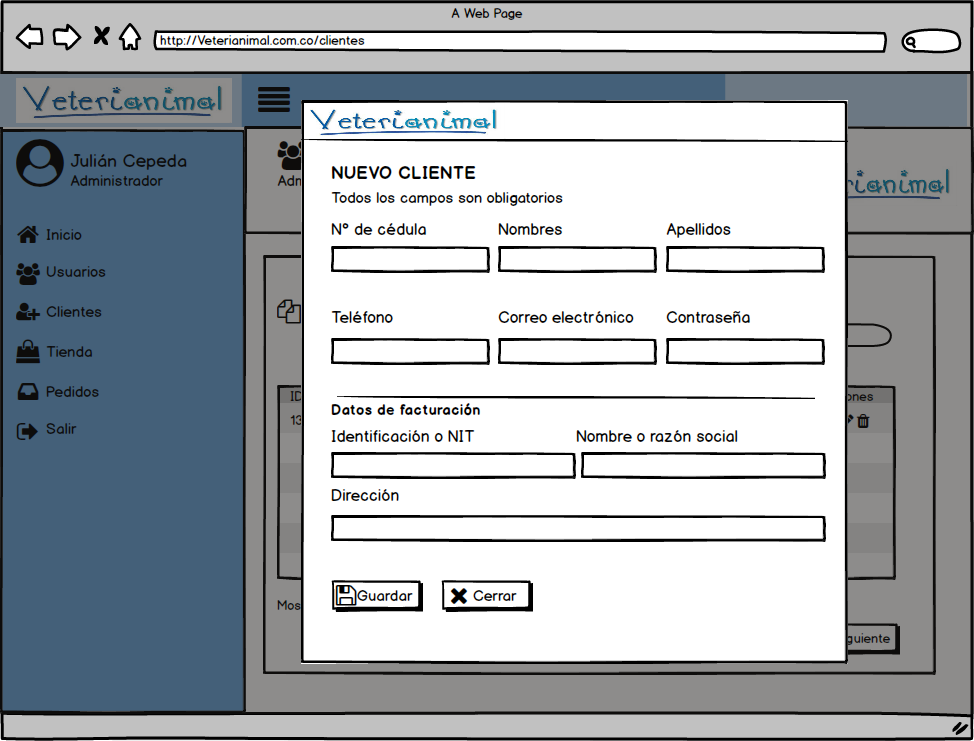 A Web Page
http://Veterianimal.com.co/clientes
Veterianimal
Julián Cepeda
Administrador
Inicio
Usuarios
Clientes
Tienda
Pedidos
Salir
Veterianimal
NUEVO CLIENTE
Todos los campos son obligatorios
N° de cédula Nombres Apellidos
Teléfono Correo electrónico Contraseña
Datos de facturación
Identificación o NIT Nombre o razón social
Dirección
Guardar Cerrar
Adm
rianimal
ID ones
13
Mos
guiente